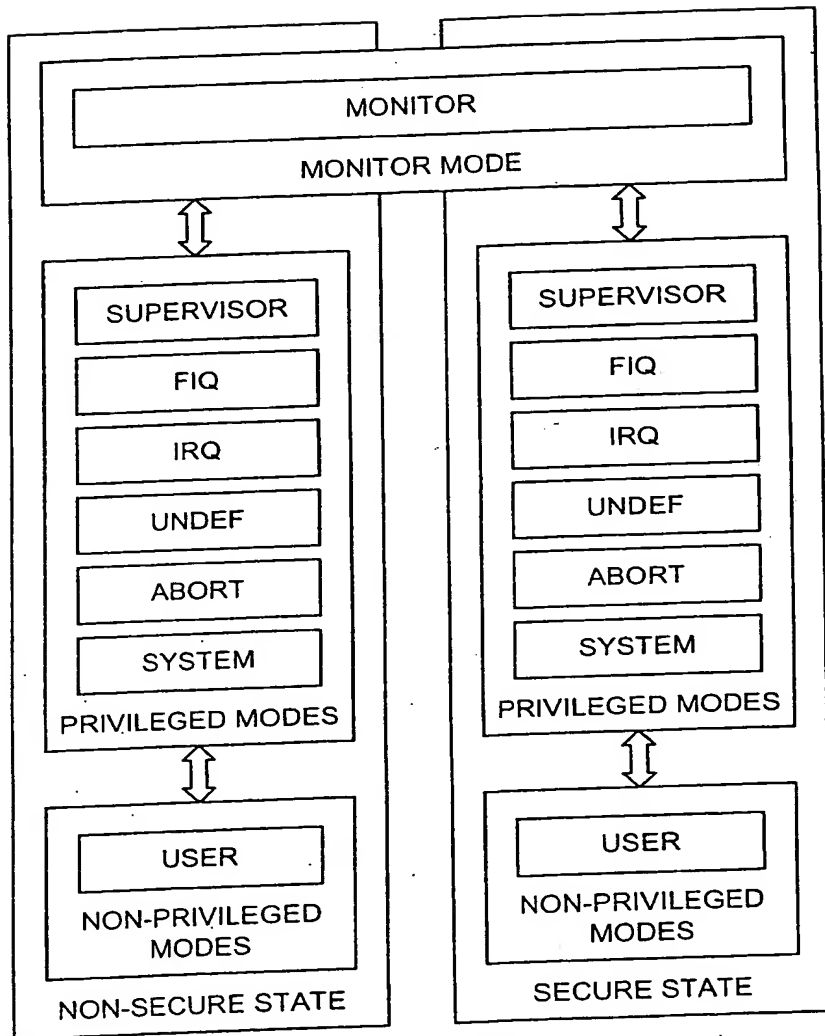 MONITOR
MONITOR MODE
SUPERVISOR
FIQ
IRQ
UNDEF
ABORT
SYSTEM
PRIVILEGED MODES
USER
NON-PRIVILEGED
MODES
NON-SECURE STATE
SUPERVISOR
FIQ
IRQ
UNDEF
ABORT
SYSTEM
PRIVILEGED MODES
USER
NON-PRIVILEGED
MODES
SECURE STATE